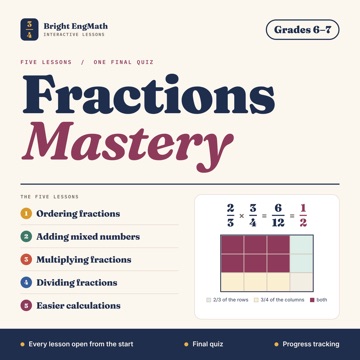 3
4
Bright EngMath
INTERACTIVE LESSONS
Grades 6–7
FIVE LESSONS / ONE FINAL QUIZ
Fractions
Mastery
THE FIVE LESSONS
1 Ordering fractions
2 Adding mixed numbers
3 Multiplying fractions
4 Dividing fractions
5 Easier calculations
2/3 × 3/4 = 6/12 = 1/2
2/3 of the rows 3/4 of the columns both
Every lesson open from the start
Final quiz
Progress tracking